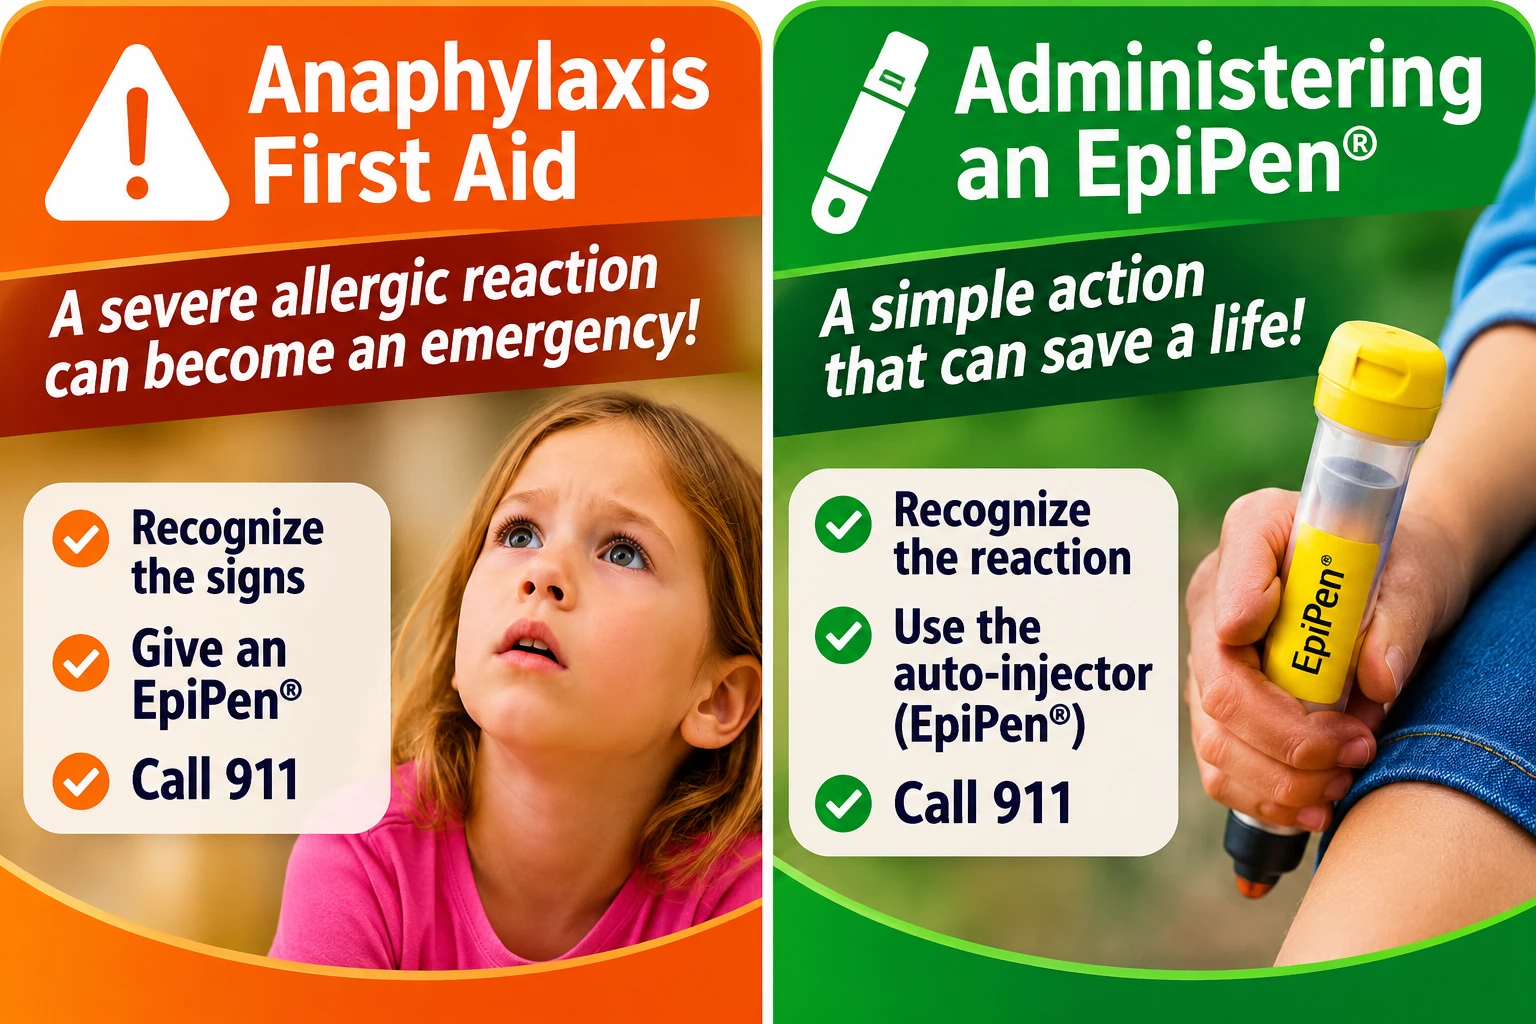 Anaphylaxis
First Aid
A severe allergic reaction
can become an emergency!
Recognize
the signs
Give an
EpiPen®
Call 911
Administering
an EpiPen®
A simple action
that can save a life!
Recognize
the reaction
Use the
auto-injector
(EpiPen®)
Call 911
EpiPen®